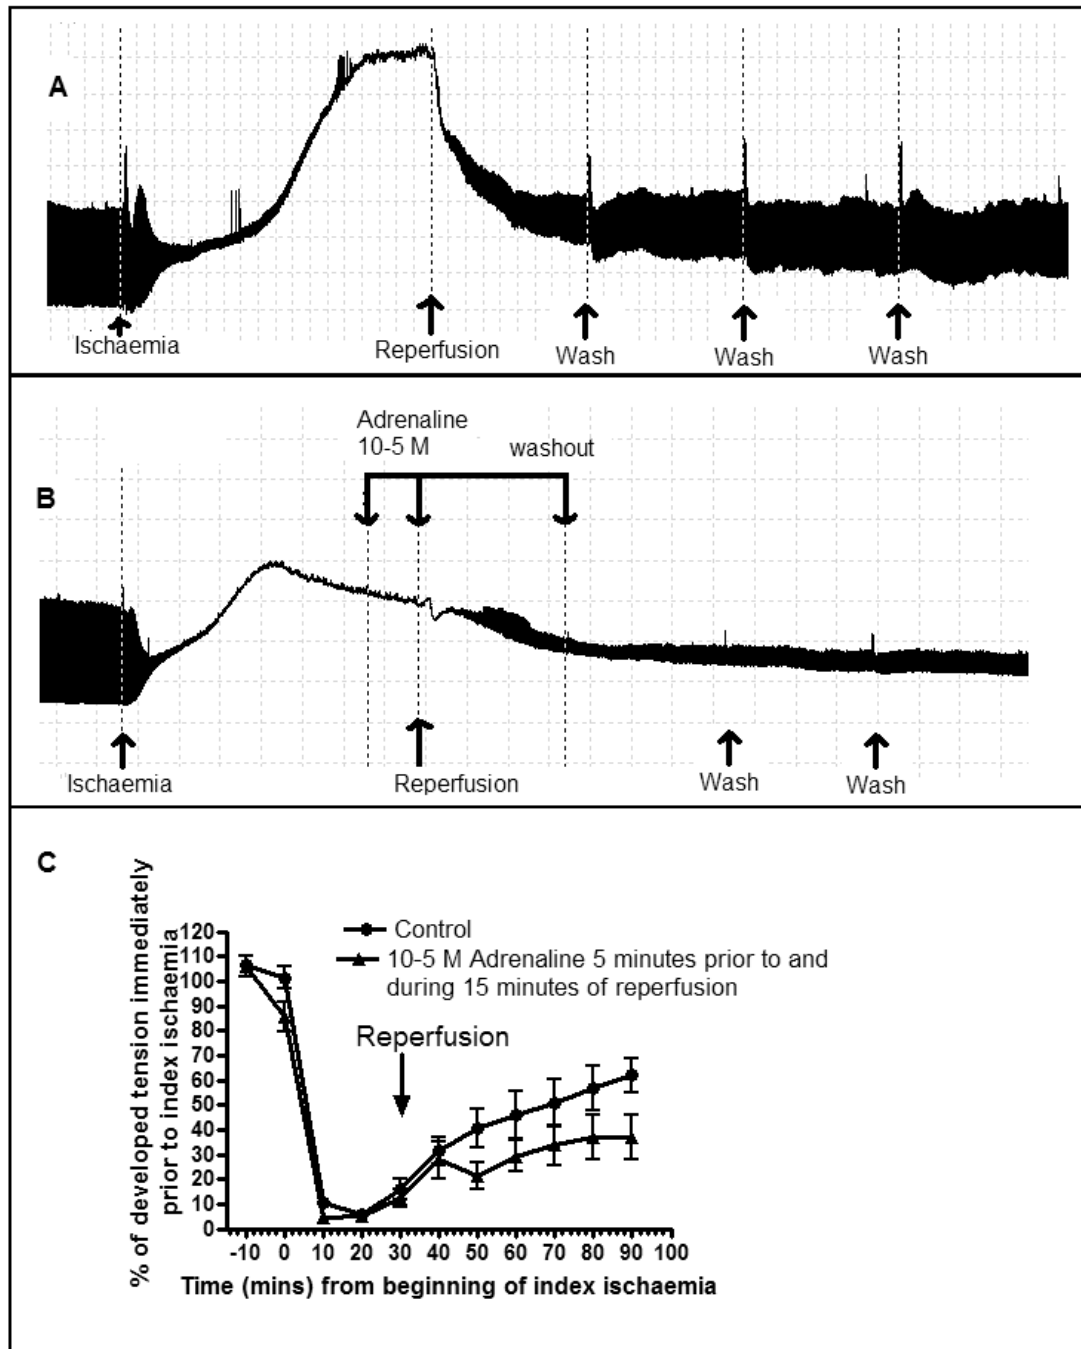 A
Ischaemia
Reperfusion
Wash
Wash
Wash
B
Adrenaline
10-5 M
washout
Ischaemia
Reperfusion
Wash
Wash
C
% of developed tension immediately
prior to index ischaemia
120
110
100
90
80
70
60
50
40
30
20
10
0
Control
10-5 M Adrenaline 5 minutes prior to and
during 15 minutes of reperfusion
Reperfusion
-10 0 10 20 30 40 50 60 70 80 90 100
Time (mins) from beginning of index ischaemia